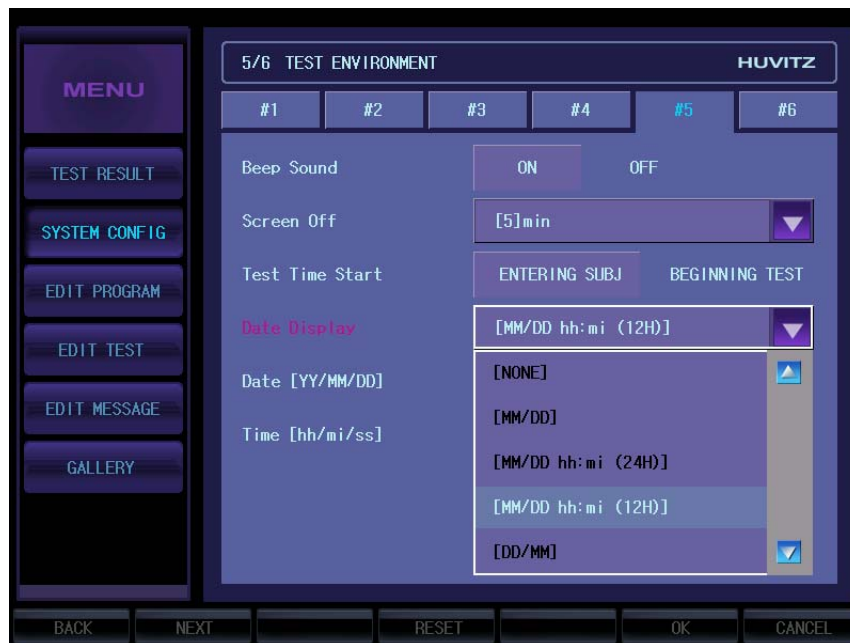 MENU
TEST RESULT
SYSTEM CONFIG
EDIT PROGRAM
EDIT TEST
EDIT MESSAGE
GALLERY
5/6 TEST ENVIRONMENT HUVITZ
#1 #2 #3 #4 #5 #6
Beep Sound ON OFF
Screen Off [5]min
Test Time Start ENTERING SUBJ BEGINNING TEST
Date Display [MM/DD hh:mi (12H)]
[NONE]
Date [YY/MM/DD]
[MM/DD]
Time [hh/mi/ss]
[MM/DD hh:mi (24H)]
[MM/DD hh:mi (12H)]
[DD/MM]
BACK NEXT RESET OK CANCEL